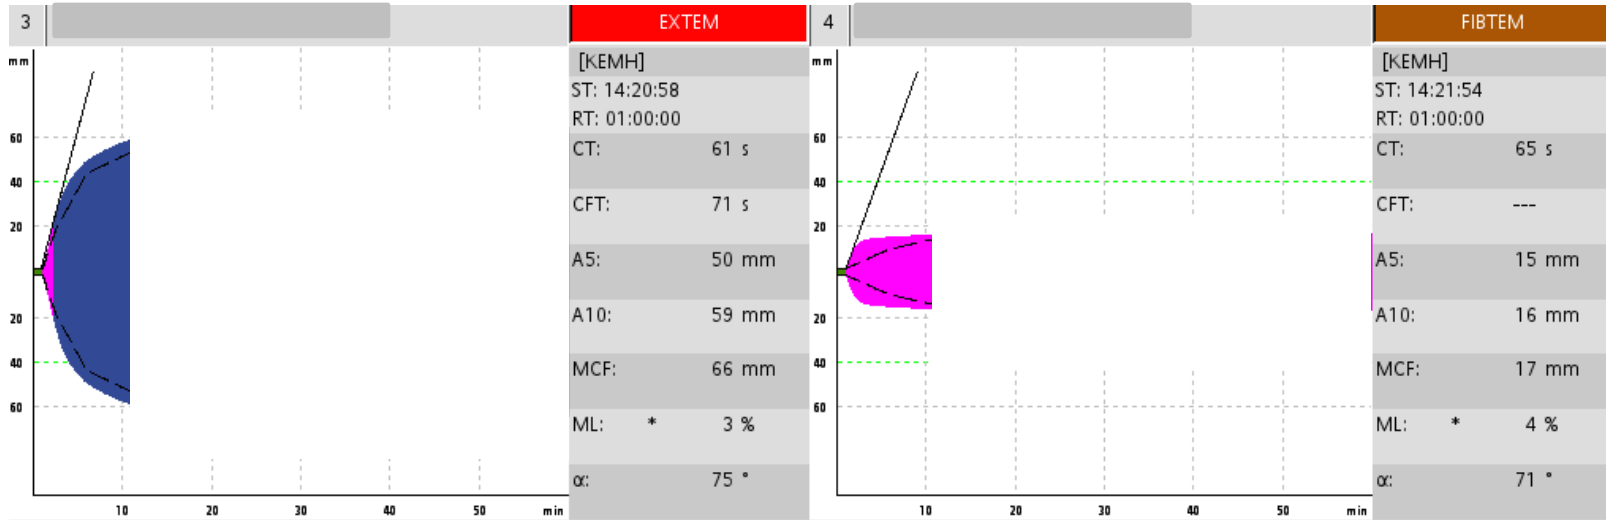 3
EXTEM
[KEMH]
ST: 14:20:58
RT: 01:00:00
CT: 61 s
CFT: 71 s
A5: 50 mm
A10: 59 mm
MCF: 66 mm
ML: * 3 %
α: 75 °
mm
60
40
20
20
40
60
10 20 30 40 50 min
4
FIBTEM
[KEMH]
ST: 14:21:54
RT: 01:00:00
CT: 65 s
CFT: ---
A5: 15 mm
A10: 16 mm
MCF: 17 mm
ML: * 4 %
α: 71 °
mm
60
40
20
20
40
60
10 20 30 40 50 min